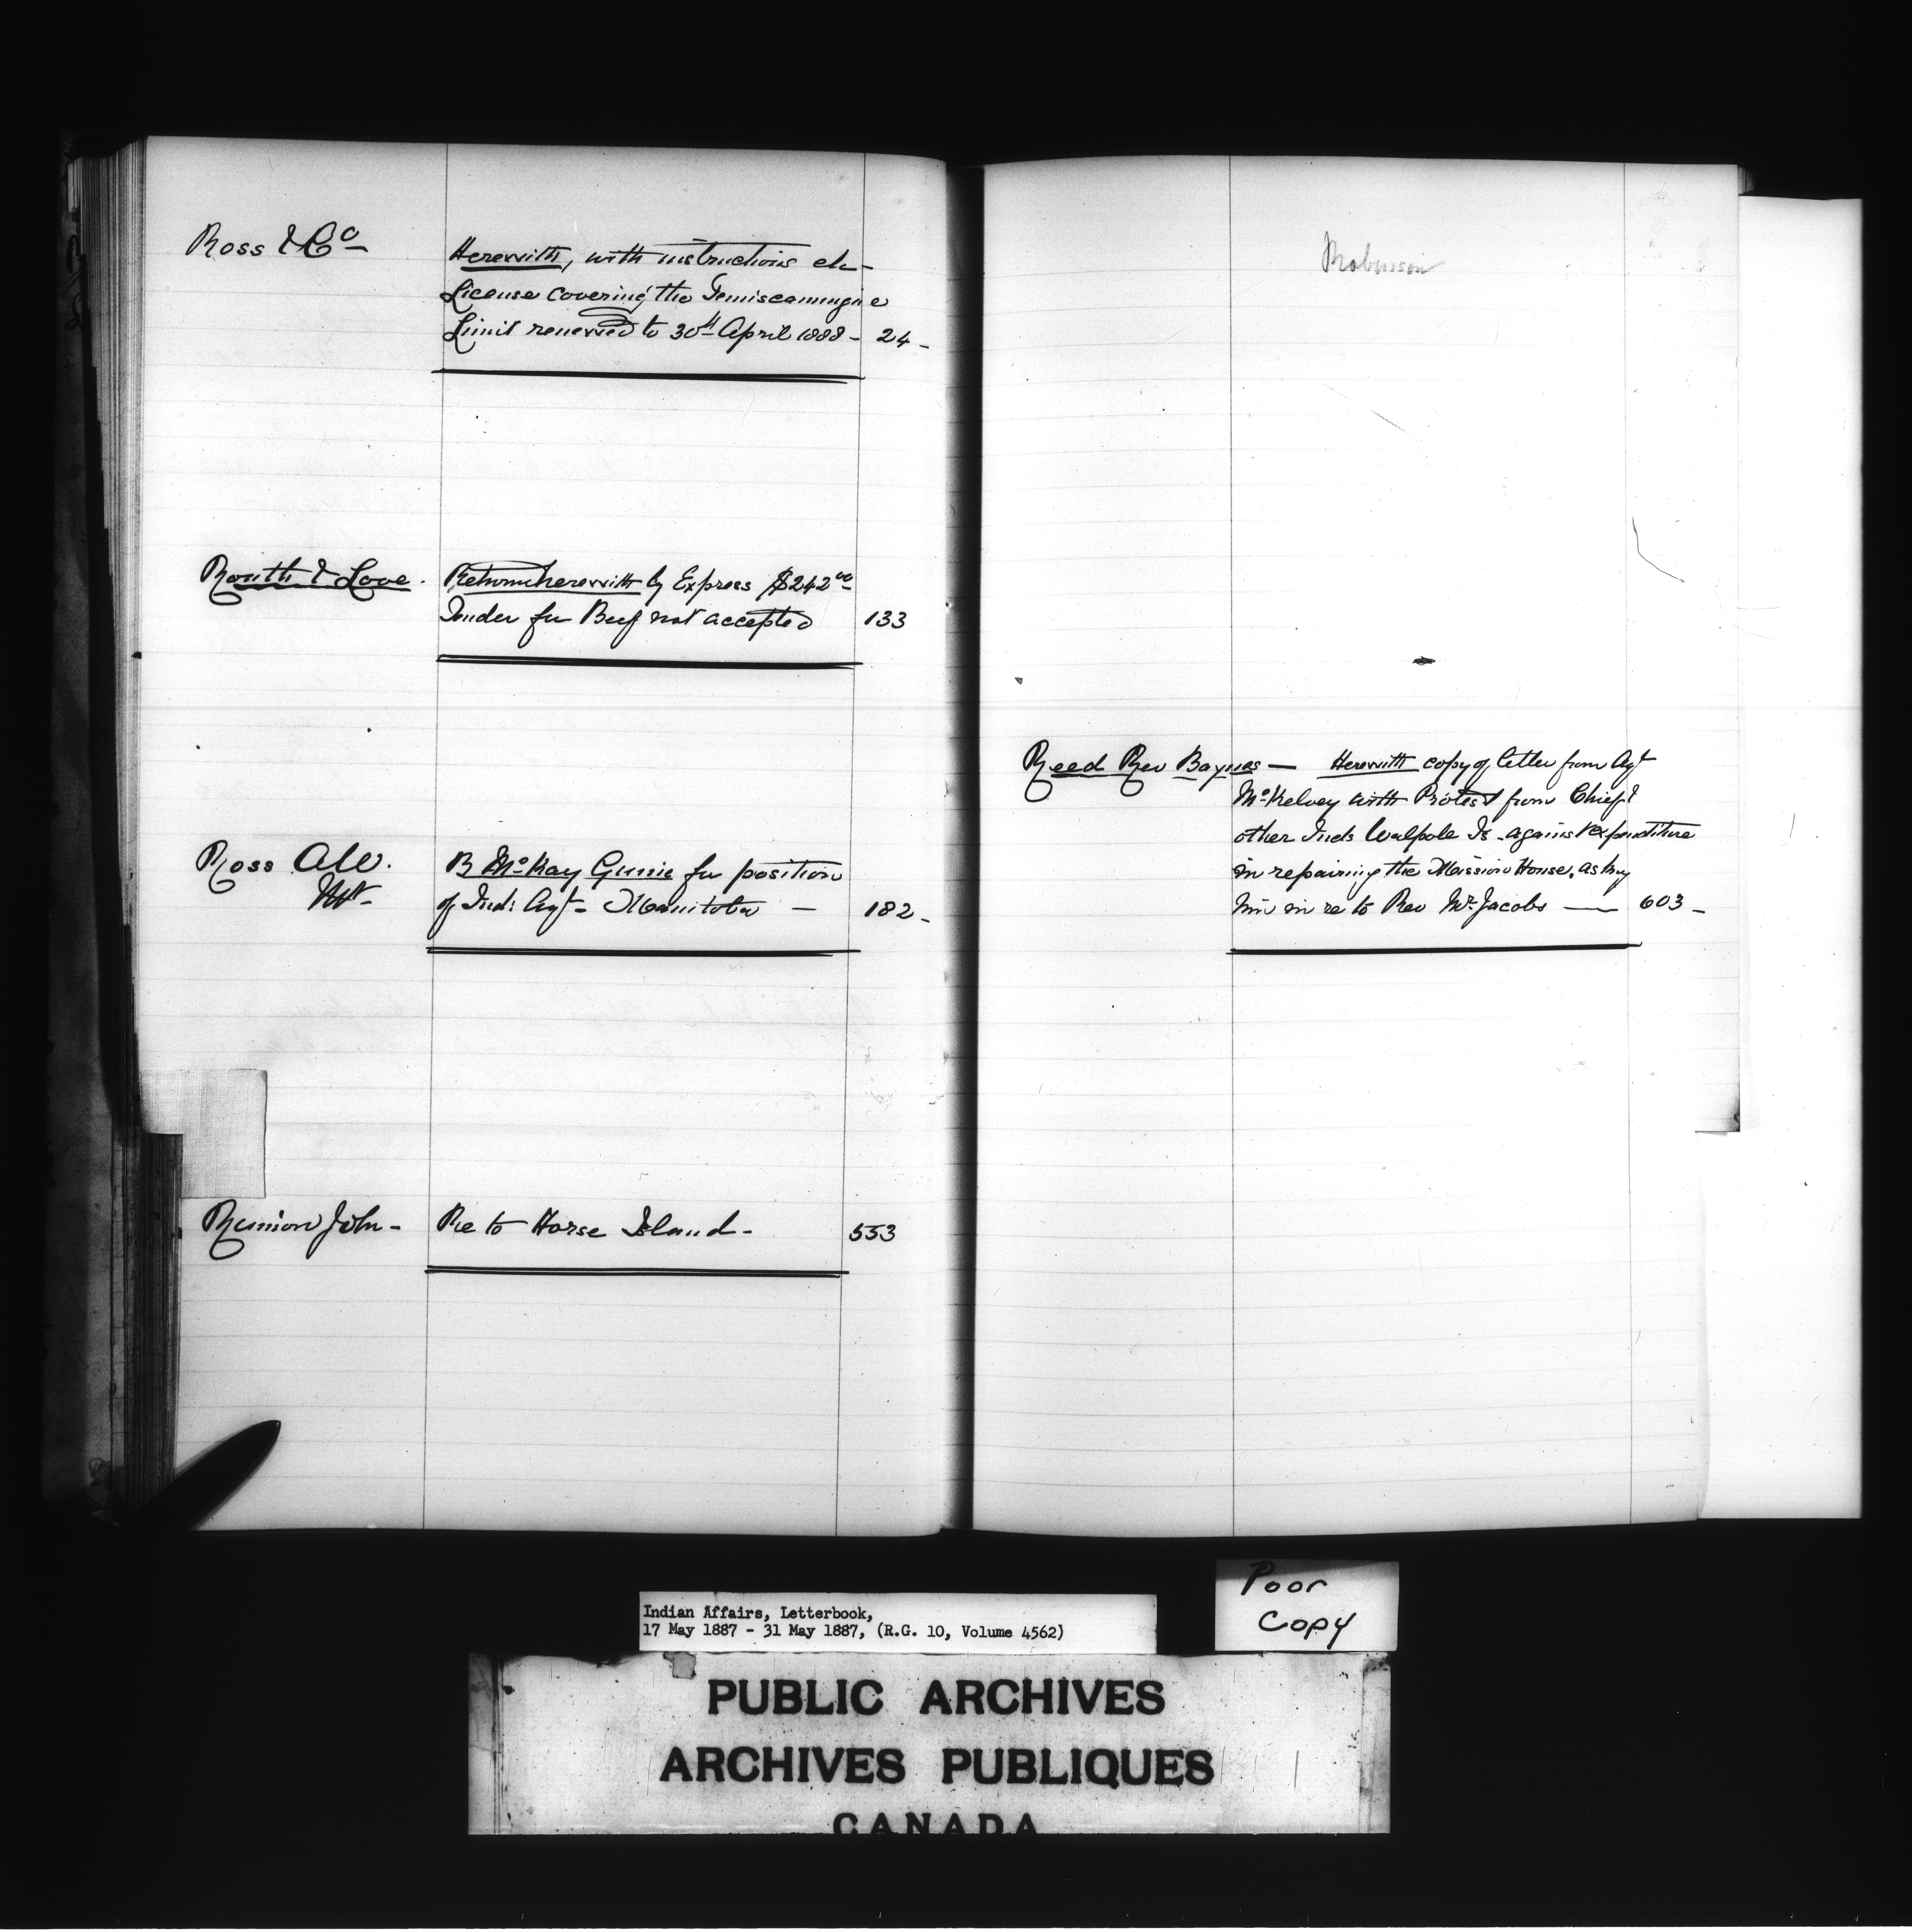 Ross & Co
Herewith, with instructions etc -
License covering the Temiscamingue
Limit renewed to 30th April 1888 - 24 -
Routh & Love. Return herewith by Express $242.00
Tender for Beef not accepted 133
Ross A W. B McKay Gunn for position
MP - of Ind: Agt - Manitoba - 182 -
Runion John - Re to Horse Island - 553
Robinson
Reed Rev Baynes - Herewith copy of letter from Agt
McKelvey with Protest from Chief &
other Inds Walpole Is - against expenditure
in repairing the Mission House, asking
him in re to Rev Mr Jacobs - 603 -
Poor
Copy
Indian Affairs, Letterbook,
17 May 1887 - 31 May 1887, (R.G. 10, Volume 4562)
PUBLIC ARCHIVES
ARCHIVES PUBLIQUES
CANADA